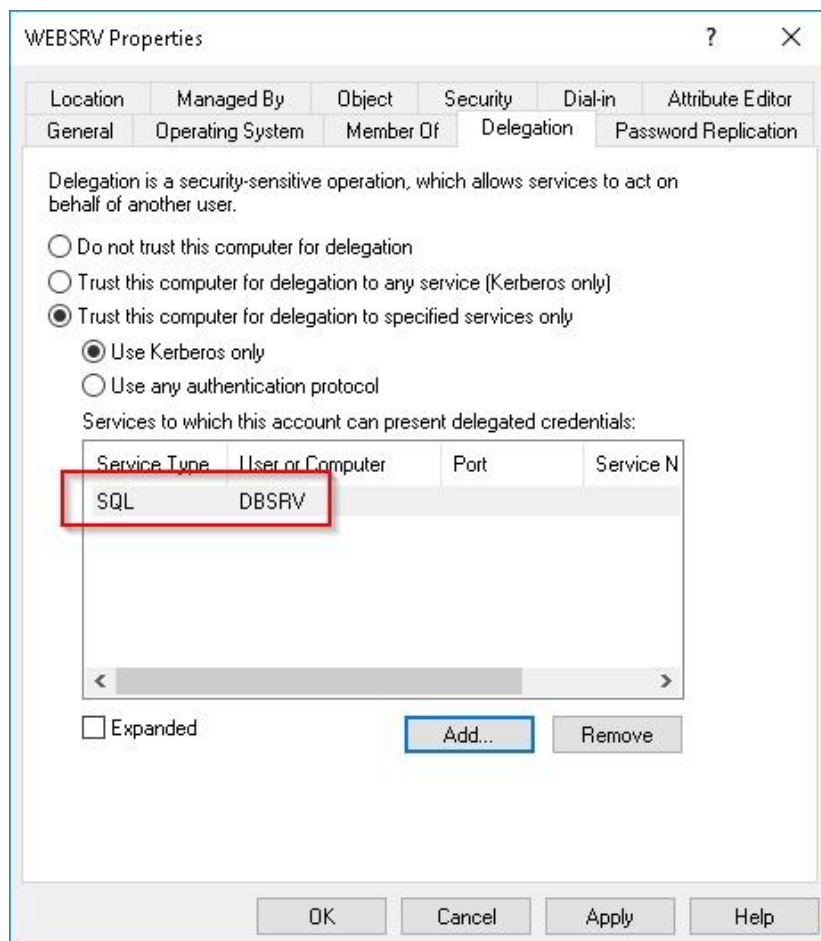 WEBSRV Properties
? ×
Location Managed By Object Security Dial-in Attribute Editor
General Operating System Member Of Delegation Password Replication
Delegation is a security-sensitive operation, which allows services to act on
behalf of another user.
Do not trust this computer for delegation
Trust this computer for delegation to any service (Kerberos only)
Trust this computer for delegation to specified services only
Use Kerberos only
Use any authentication protocol
Services to which this account can present delegated credentials:
Service Type User or Computer Port Service N
SQL DBSRV
Expanded Add... Remove
OK Cancel Apply Help